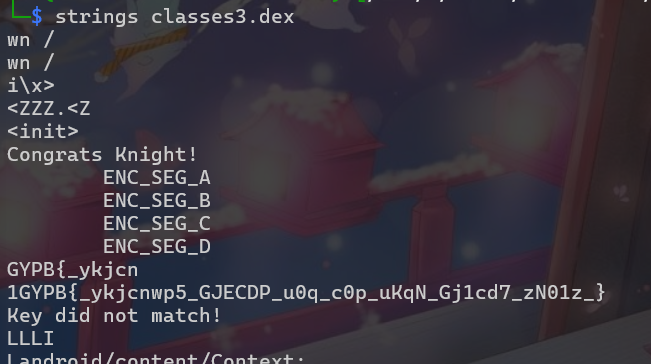 $ strings classes3.dex
wn /
wn /
i\x>
<ZZZ.<Z
<init>
Congrats Knight!
ENC_SEG_A
ENC_SEG_B
ENC_SEG_C
ENC_SEG_D
GYPB{_ykjcn
1GYPB{_ykjcnwp5_GJECDP_u0q_c0p_uKqN_Gj1cd7_zN01z_}
Key did not match!
LLLI
Landroid/content/Context;